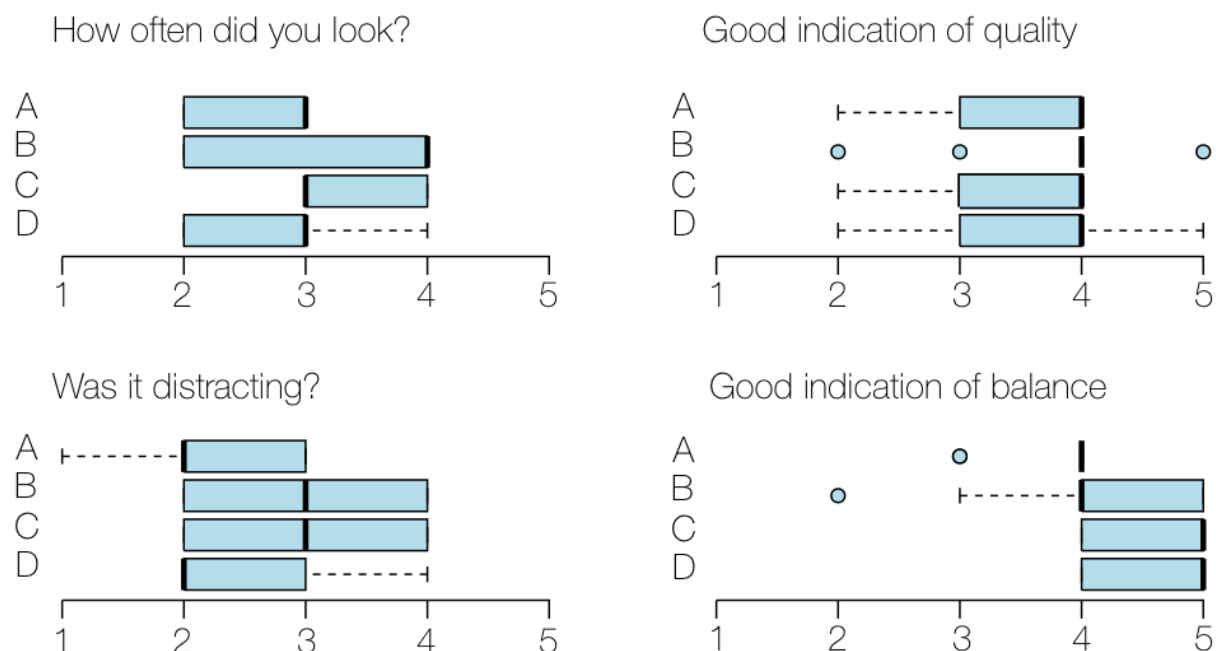 How often did you look?
A
B
C
D
1 2 3 4 5
Good indication of quality
A
B
C
D
1 2 3 4 5
Was it distracting?
A
B
C
D
1 2 3 4 5
Good indication of balance
A
B
C
D
1 2 3 4 5